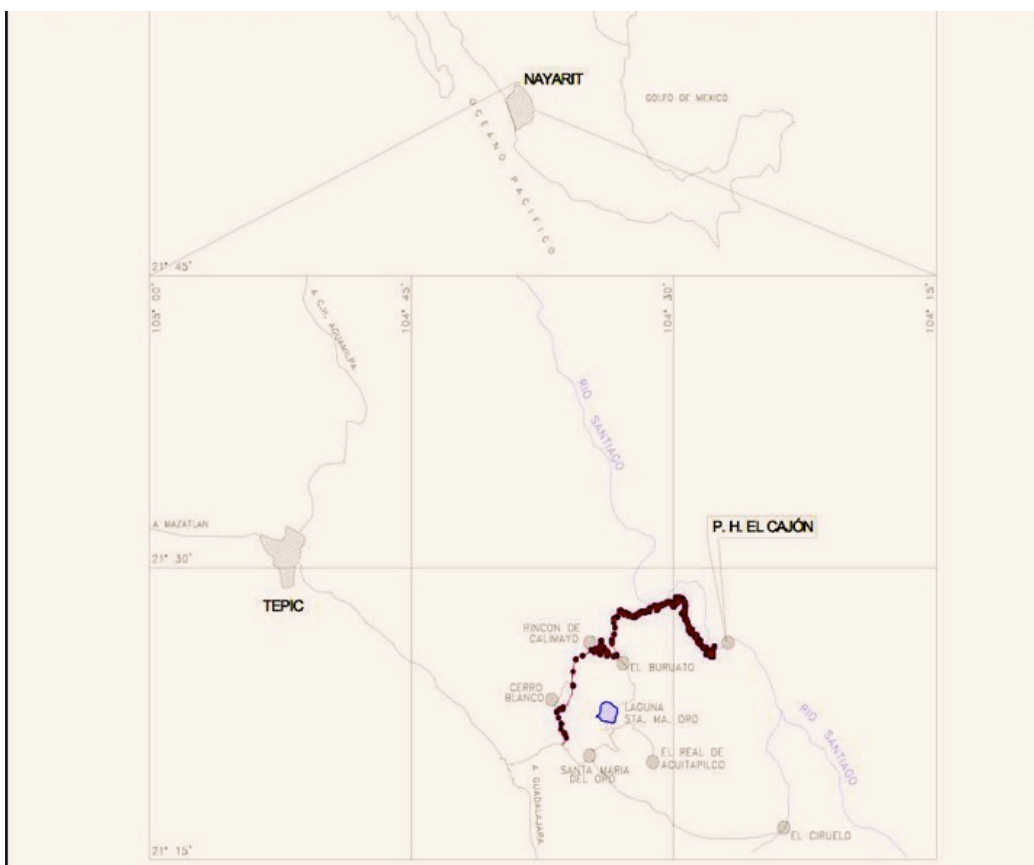 NAYARIT
GOLFO DE MEXICO
OCEANO PACIFICO
21° 45'
105° 00'
104° 45'
104° 30'
104° 15'
A C.H. AGUAMILPA
RIO SANTIAGO
A MAZATLAN
P. H. EL CAJÓN
21° 30'
TEPIC
RINCON DE
CALIMAYO
EL BURUATO
CERRO
BLANCO
LAGUNA
STA. MA. ORO
RIO SANTIAGO
SANTA MARIA
DEL OPO
EL REAL DE
ACUITAPILCO
A GUADALAJARA
EL CIRUELO
21° 15'